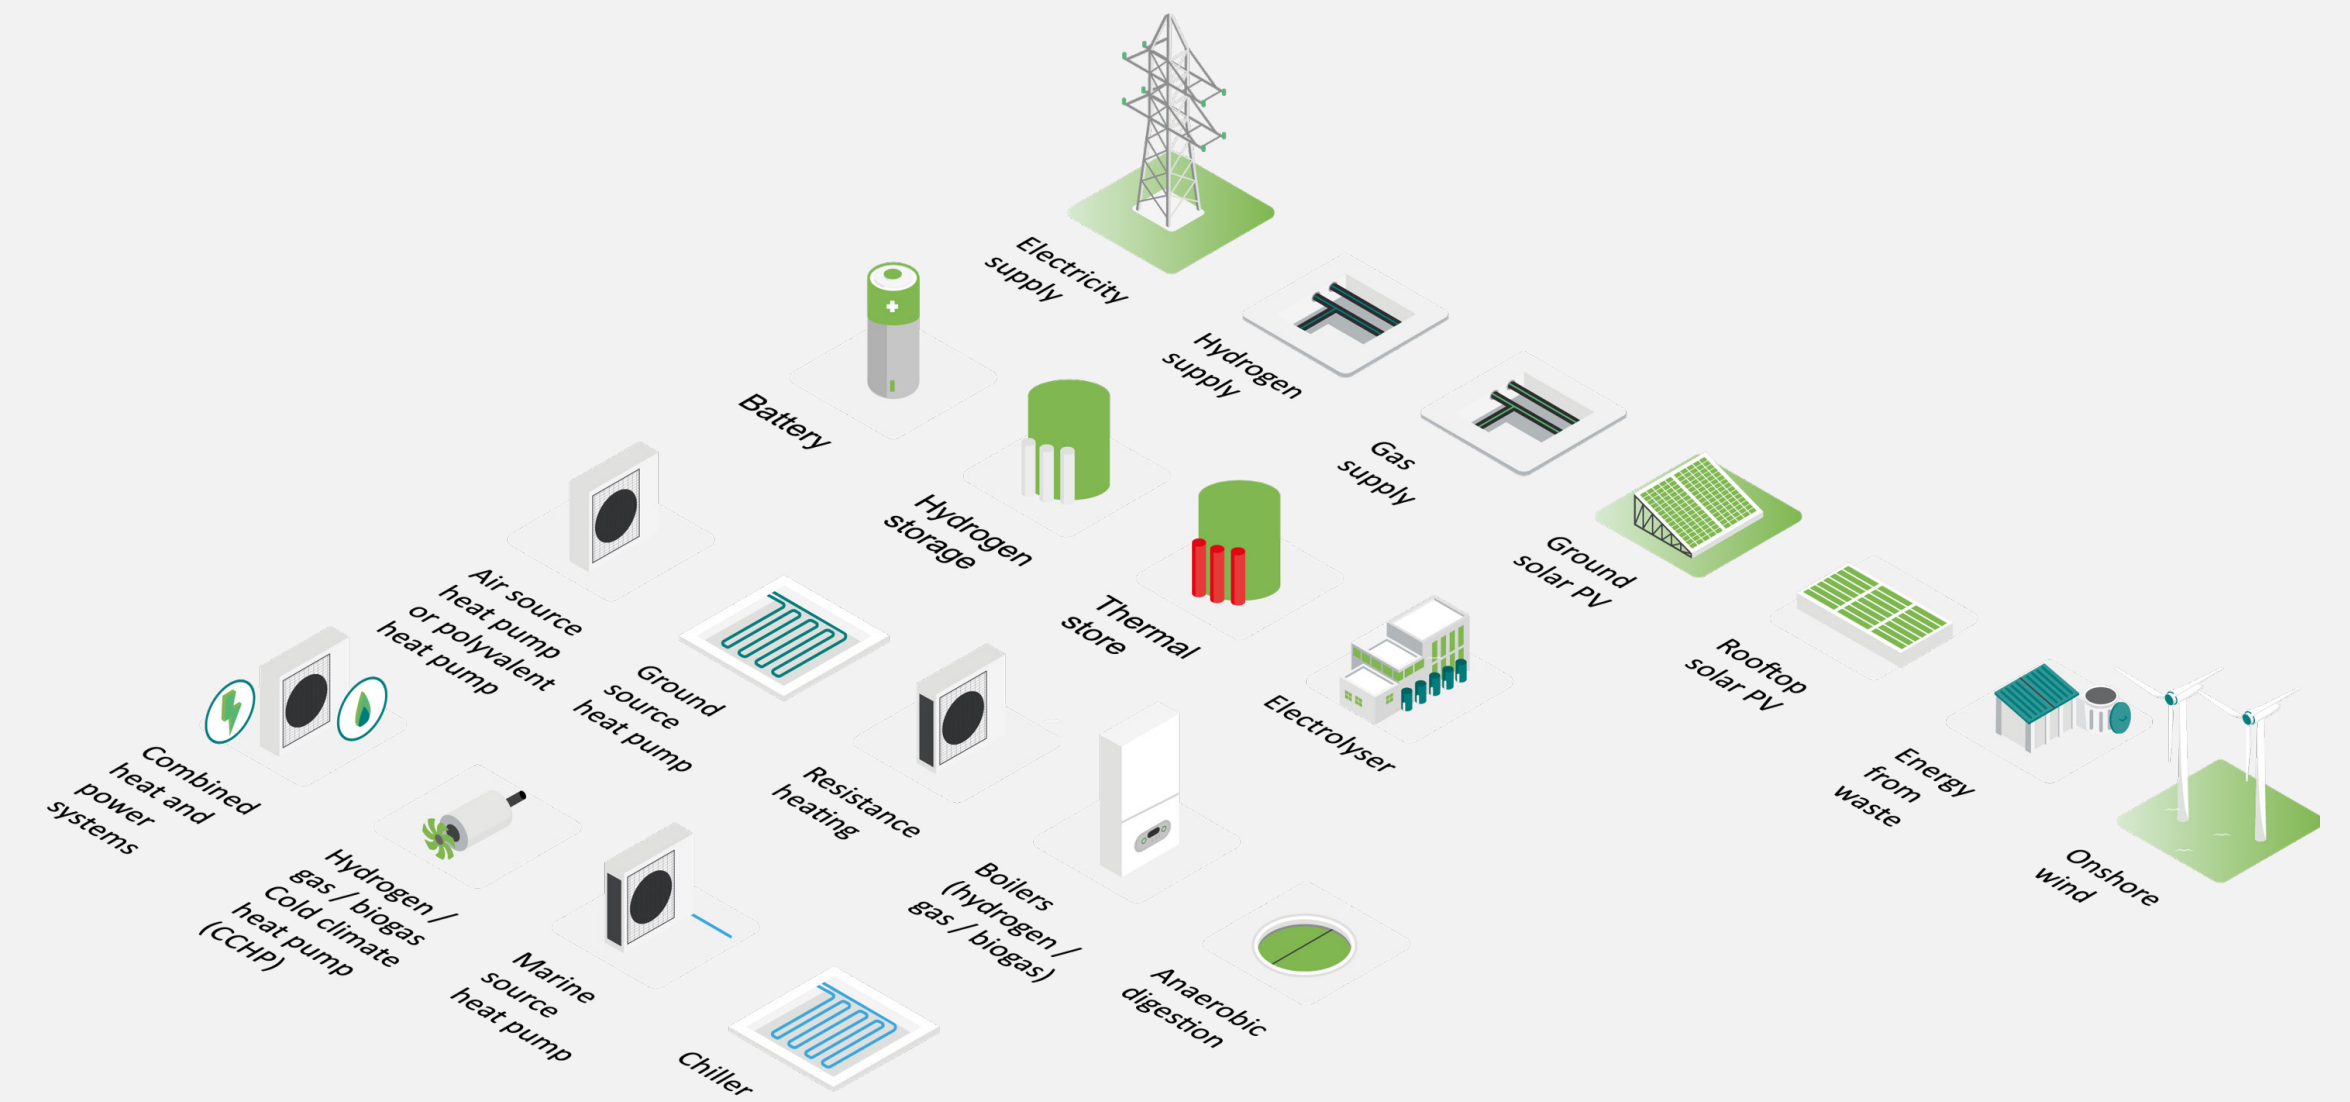 Electricity
supply
Hydrogen
supply
Gas
supply
Ground
solar PV
Rooftop
solar PV
Energy
from
waste
Onshore
wind
Battery
Hydrogen
storage
Thermal
store
Electrolyser
Air source
heat pump
or polyvalent
heat pump
Ground
source
heat pump
Resistance
heating
Boilers
(hydrogen /
gas / biogas)
Anaerobic
digestion
Combined
heat and
power
systems
Hydrogen /
gas / biogas
Cold climate
heat pump
(CCHP)
Marine
source
heat pump
Chiller